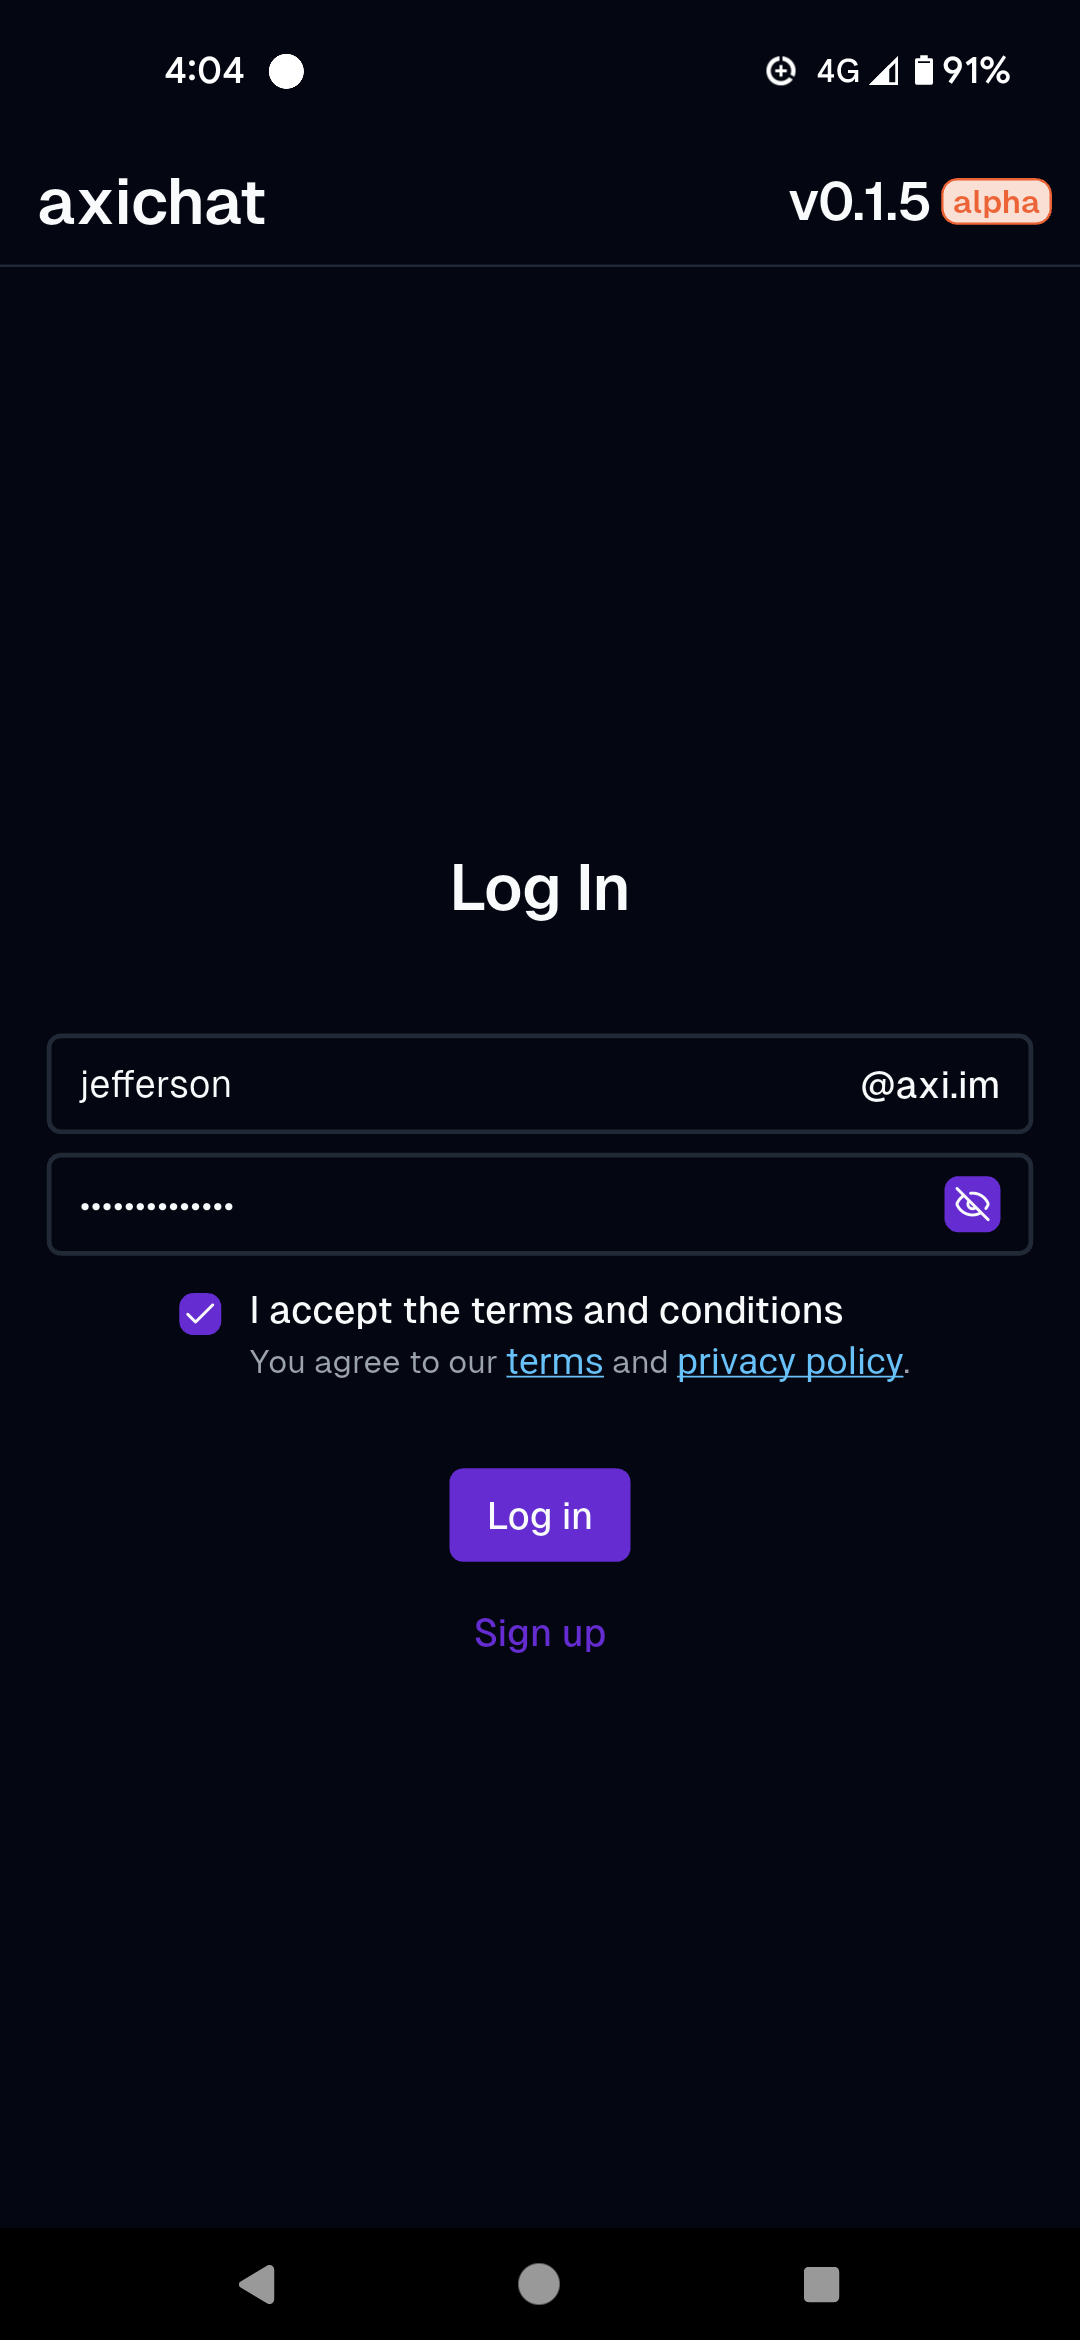 4:04 4G 91%
axichat v0.1.5 alpha
Log In
jefferson @axi.im
••••••••••••••
I accept the terms and conditions
You agree to our terms and privacy policy.
Log in
Sign up